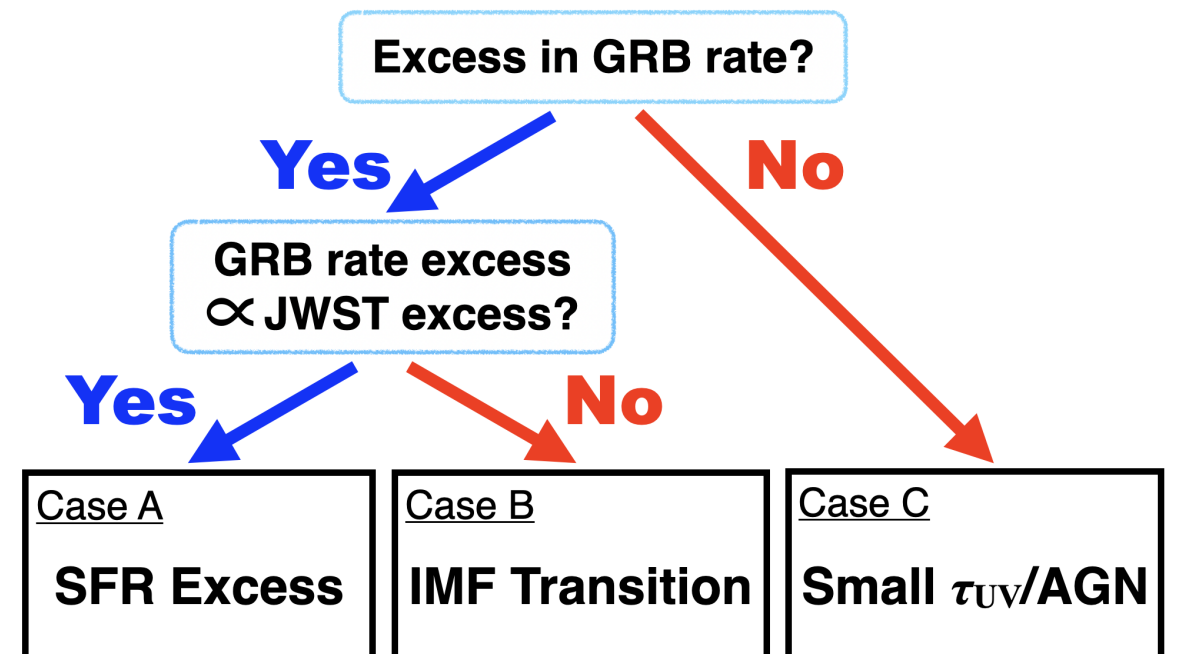 Excess in GRB rate?
Yes
No
GRB rate excess
∝ JWST excess?
Yes
No
Case A
SFR Excess
Case B
IMF Transition
Case C
Small τUV/AGN